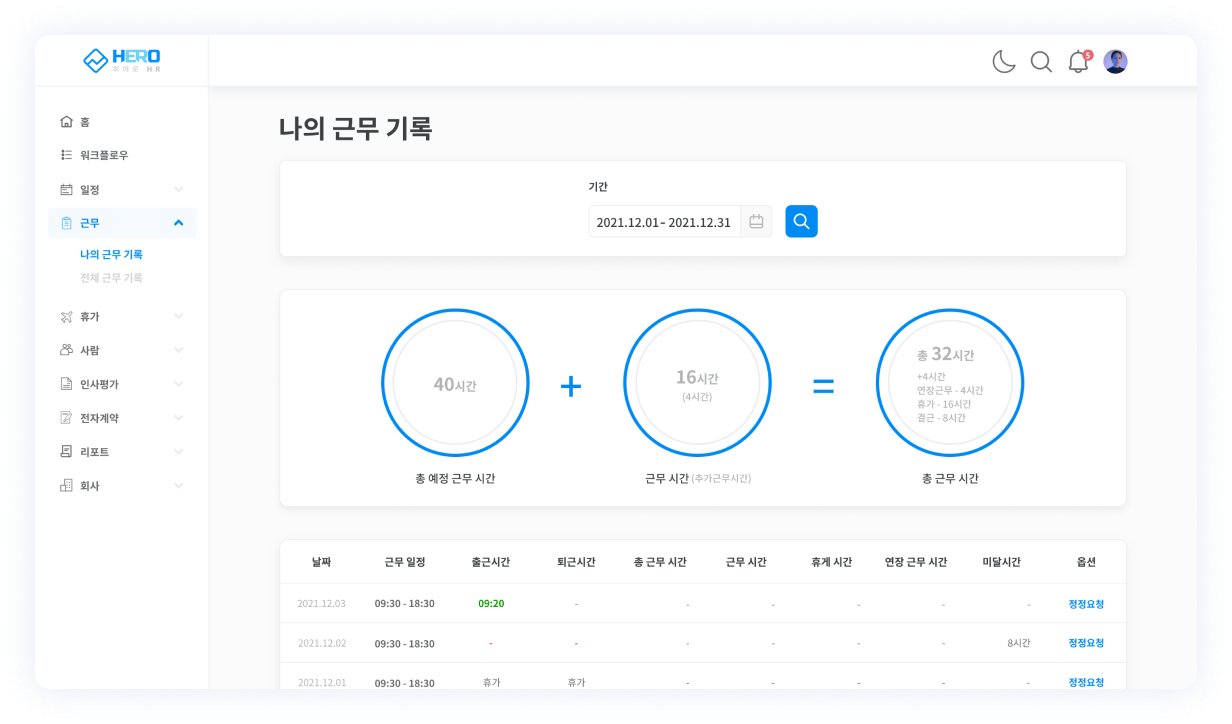 HERO
히어로 HR
5
홈
워크플로우
일정
근무
나의 근무 기록
전체 근무 기록
휴가
사람
인사평가
전자계약
리포트
회사
나의 근무 기록
기간
2021.12.01 - 2021.12.31
40시간
+
16시간
(4시간)
=
총 32시간
+4시간
연장근무 - 4시간
휴가 - 16시간
결근 - 8시간
총 예정 근무 시간
근무 시간 (추가근무시간)
총 근무 시간
날짜 근무 일정 출근시간 퇴근시간 총 근무 시간 근무 시간 휴게 시간 연장 근무 시간 미달시간 옵션
2021.12.03 09:30 - 18:30 09:20 - - - - - - 정정요청
2021.12.02 09:30 - 18:30 - - - - - - 8시간 정정요청
2021.12.01 09:30 - 18:30 휴가 휴가 - - - - - 정정요청